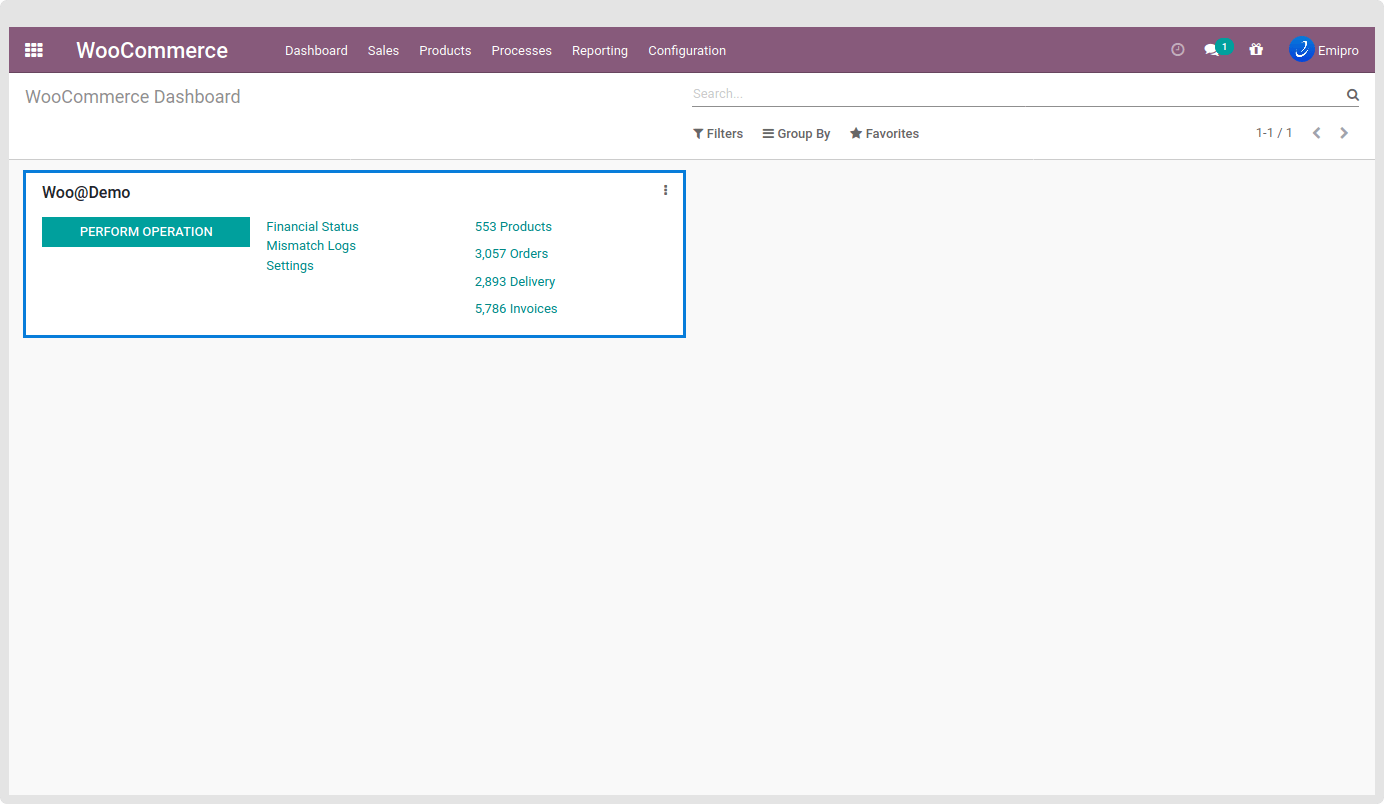 WooCommerce Dashboard Sales Products Processes Reporting Configuration 1 Emipro
WooCommerce Dashboard Search...
Filters Group By Favorites 1-1 / 1
Woo@Demo
PERFORM OPERATION
Financial Status
Mismatch Logs
Settings
553 Products
3,057 Orders
2,893 Delivery
5,786 Invoices